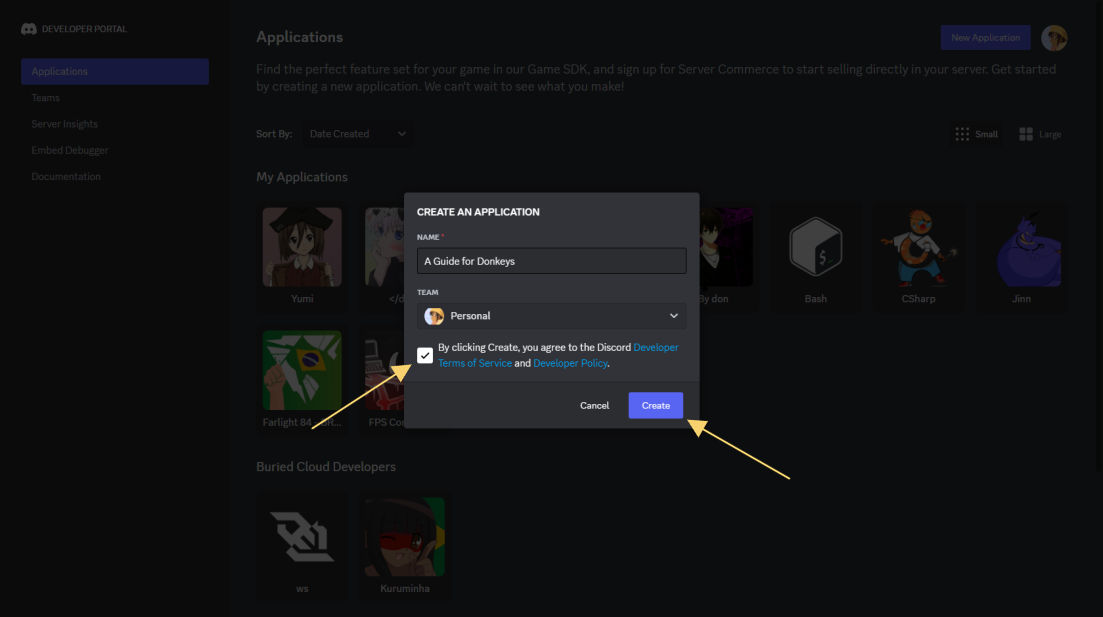 DEVELOPER PORTAL
Applications
Teams
Server Insights
Embed Debugger
Documentation
Applications
New Application
Find the perfect feature set for your game in our Game SDK, and sign up for Server Commerce to start selling directly in your server. Get started
by creating a new application. We can't wait to see what you make!
Sort By:
Date Created
Small
Large
My Applications
Yumi
By don
Bash
CSharp
Jinn
Farlight 84
FPS
Buried Cloud Developers
ws
Kuruminha
CREATE AN APPLICATION
NAME *
A Guide for Donkeys
TEAM
Personal
By clicking Create, you agree to the Discord Developer
Terms of Service and Developer Policy.
Cancel
Create